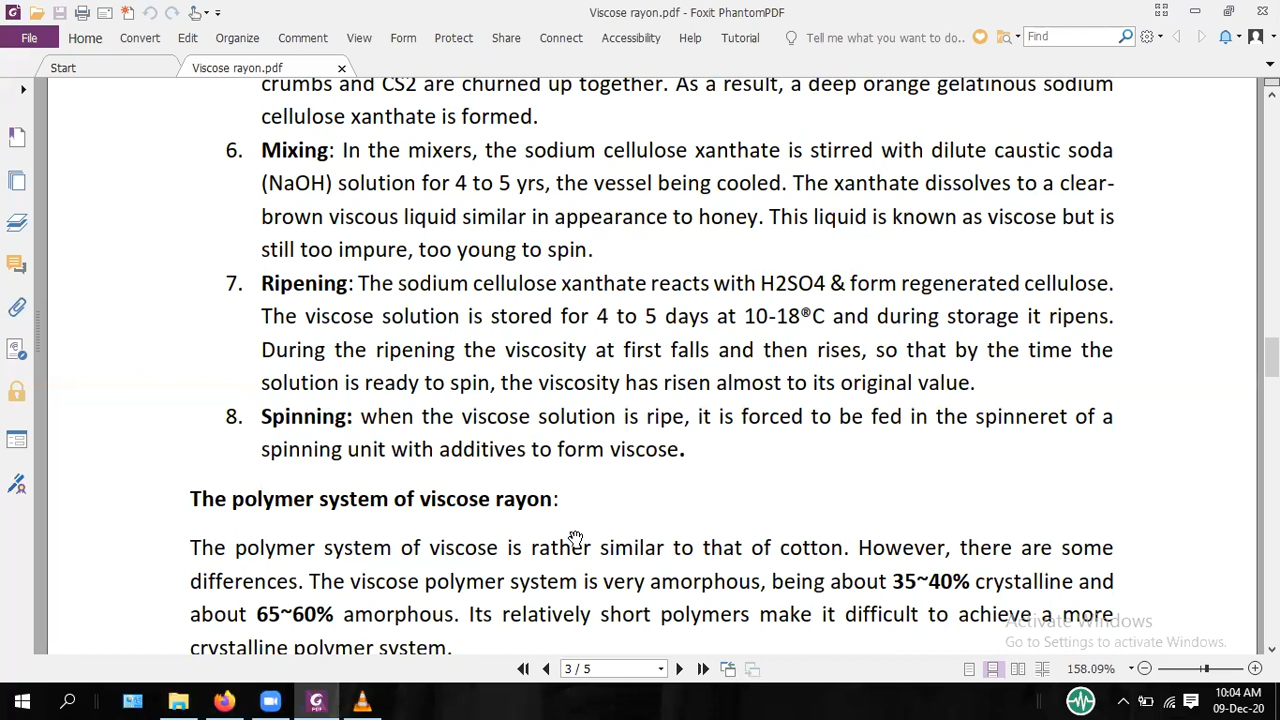 Viscose rayon.pdf - Foxit PhantomPDF
File Home Convert Edit Organize Comment View Form Protect Share Connect Accessibility Help Tutorial Tell me what you want to do.. Find
Start Viscose rayon.pdf
crumbs and CS2 are churned up together. As a result, a deep orange gelatinous sodium
cellulose xanthate is formed.
6. Mixing: In the mixers, the sodium cellulose xanthate is stirred with dilute caustic soda
(NaOH) solution for 4 to 5 yrs, the vessel being cooled. The xanthate dissolves to a clear-
brown viscous liquid similar in appearance to honey. This liquid is known as viscose but is
still too impure, too young to spin.
7. Ripening: The sodium cellulose xanthate reacts with H2SO4 & form regenerated cellulose.
The viscose solution is stored for 4 to 5 days at 10-18®C and during storage it ripens.
During the ripening the viscosity at first falls and then rises, so that by the time the
solution is ready to spin, the viscosity has risen almost to its original value.
8. Spinning: when the viscose solution is ripe, it is forced to be fed in the spinneret of a
spinning unit with additives to form viscose.
The polymer system of viscose rayon:
The polymer system of viscose is rather similar to that of cotton. However, there are some
differences. The viscose polymer system is very amorphous, being about 35~40% crystalline and
about 65~60% amorphous. Its relatively short polymers make it difficult to achieve a more
crystalline polymer system.
Activate Windows
Go to Settings to activate Windows.
3 / 5 158.09%
10:04 AM
09-Dec-20